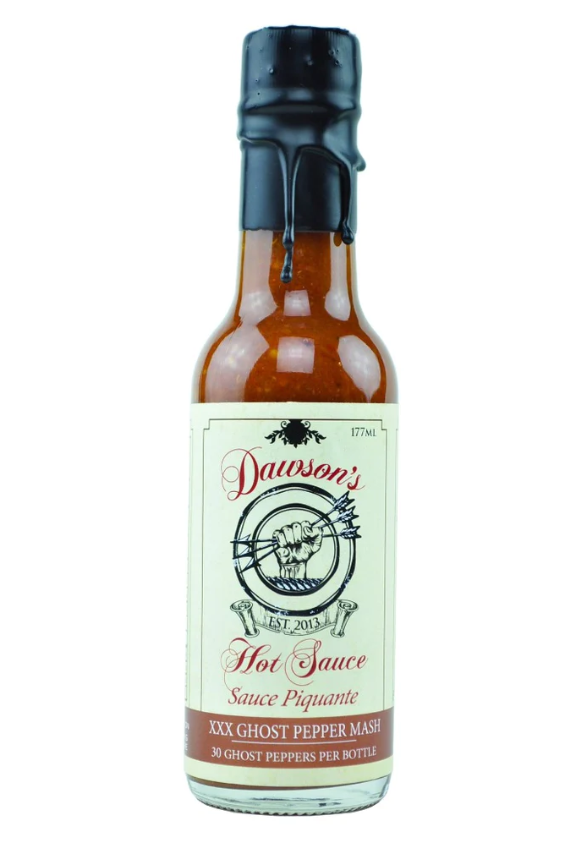 177ML
Dawson's
EST. 2013
Hot Sauce
Sauce Piquante
XXX GHOST PEPPER MASH
30 GHOST PEPPERS PER BOTTLE